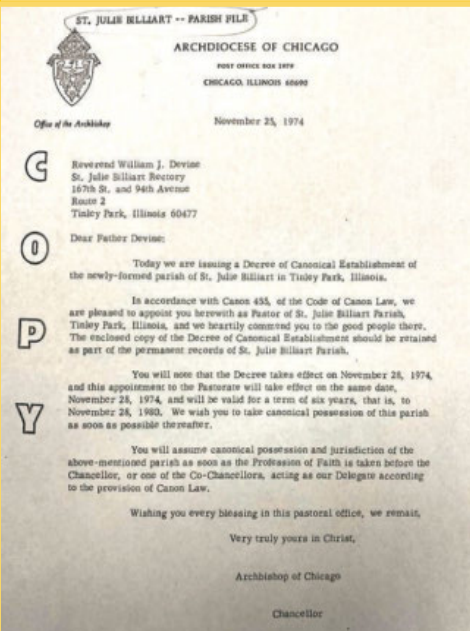 ST. JULIE BILLIART -- PARISH FILE
ARCHDIOCESE OF CHICAGO
POST OFFICE BOX 1979
CHICAGO, ILLINOIS 60690
Office of the Archbishop
November 25, 1974
C
O
P
Y
Reverend William J. Devine
St. Julie Billiart Rectory
167th St. and 94th Avenue
Route 2
Tinley Park, Illinois 60477
Dear Father Devine:
Today we are issuing a Decree of Canonical Establishment of
the newly-formed parish of St. Julie Billiart in Tinley Park, Illinois.
In accordance with Canon 455, of the Code of Canon Law, we
are pleased to appoint you herewith as Pastor of St. Julie Billiart Parish,
Tinley Park, Illinois, and we heartily commend you to the good people there.
The enclosed copy of the Decree of Canonical Establishment should be retained
as part of the permanent records of St. Julie Billiart Parish.
You will note that the Decree takes effect on November 28, 1974,
and this appointment to the Pastorate will take effect on the same date,
November 28, 1974, and will be valid for a term of six years, that is, to
November 28, 1980. We wish you to take canonical possession of this parish
as soon as possible thereafter.
You will assume canonical possession and jurisdiction of the
above-mentioned parish as soon as the Profession of Faith is taken before the
Chancellor, or one of the Co-Chancellors, acting as our Delegate according
to the provision of Canon Law.
Wishing you every blessing in this pastoral office, we remain,
Very truly yours in Christ,
Archbishop of Chicago
Chancellor